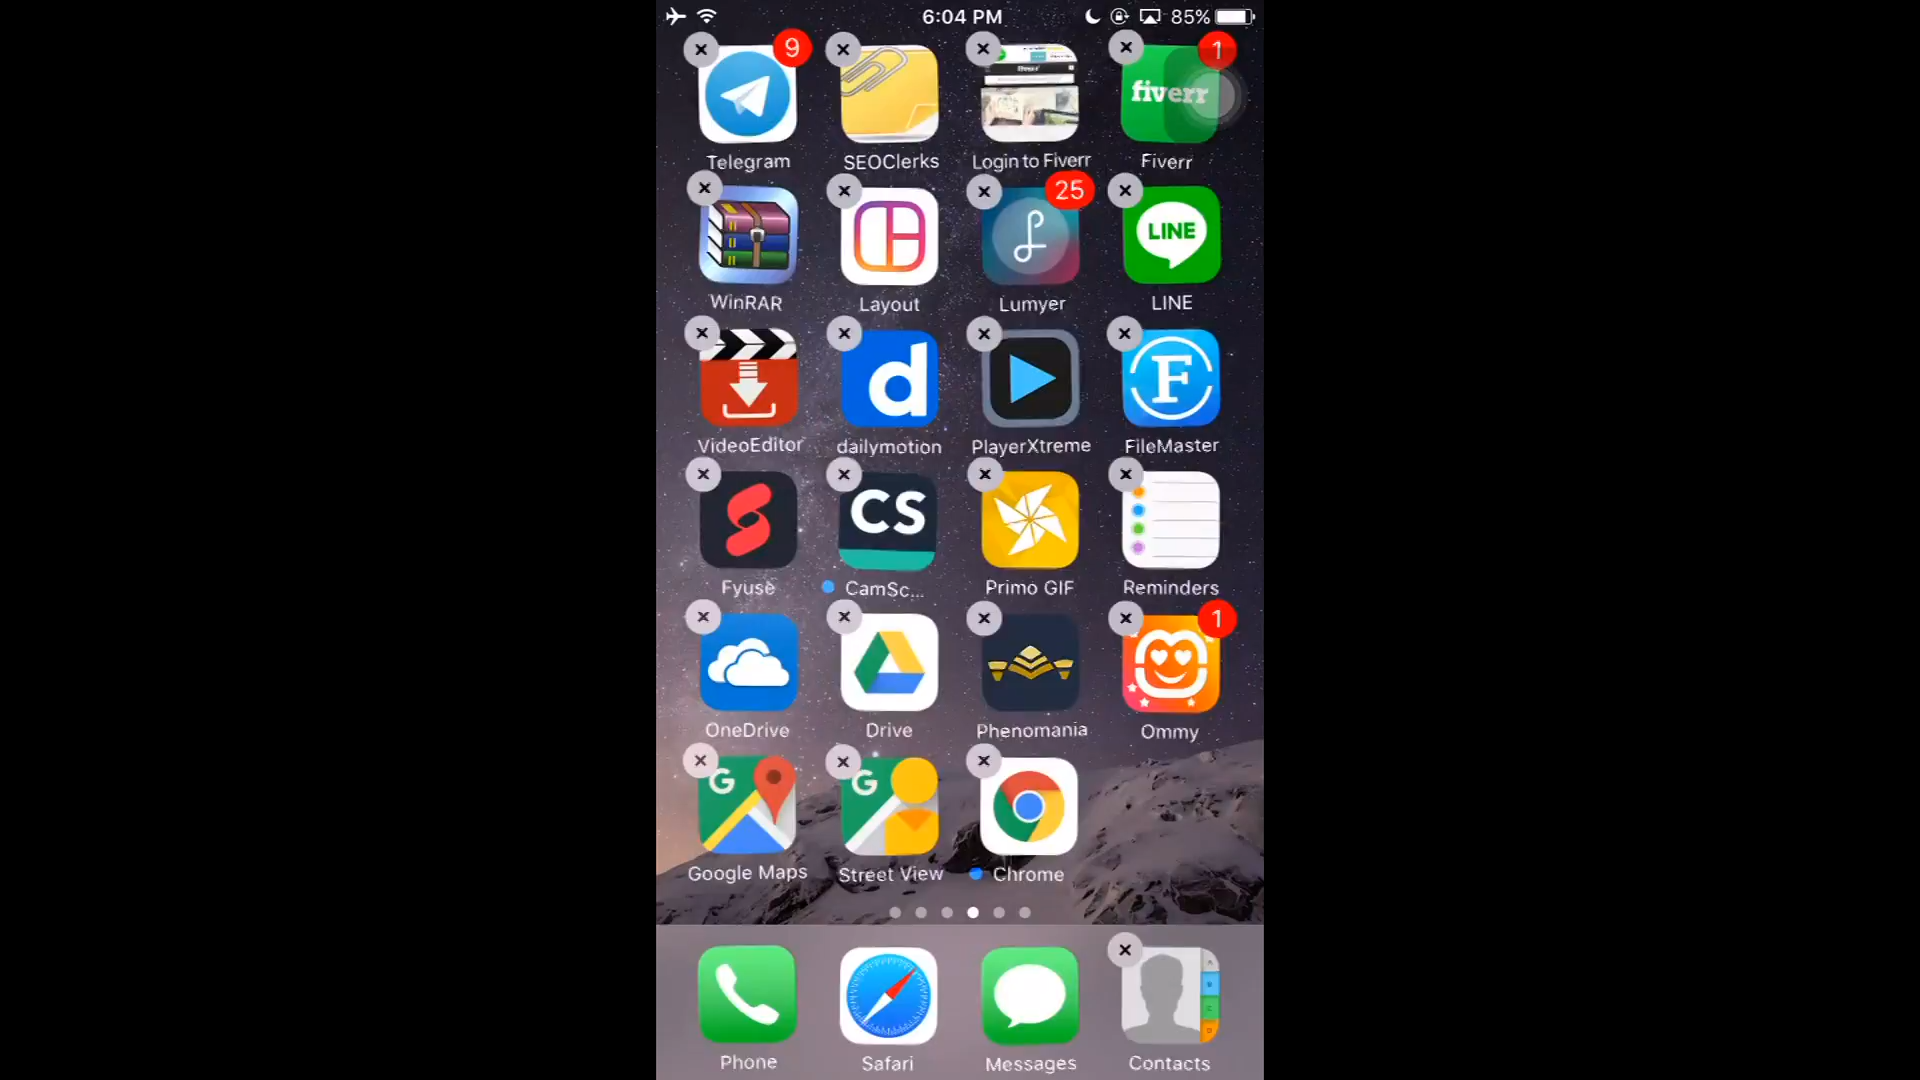 6:04 PM 85%
9 1
fiverr
Telegram SEOClerks Login to Fiverr Fiverr
25
LINE
WinRAR Layout Lumyer LINE
d F
VideoEditor dailymotion PlayerXtreme FileMaster
CS
Fyuse CamSc... Primo GIF Reminders
1
OneDrive Drive Phenomania Ommy
G G
Google Maps Street View Chrome
Phone Safari Messages Contacts